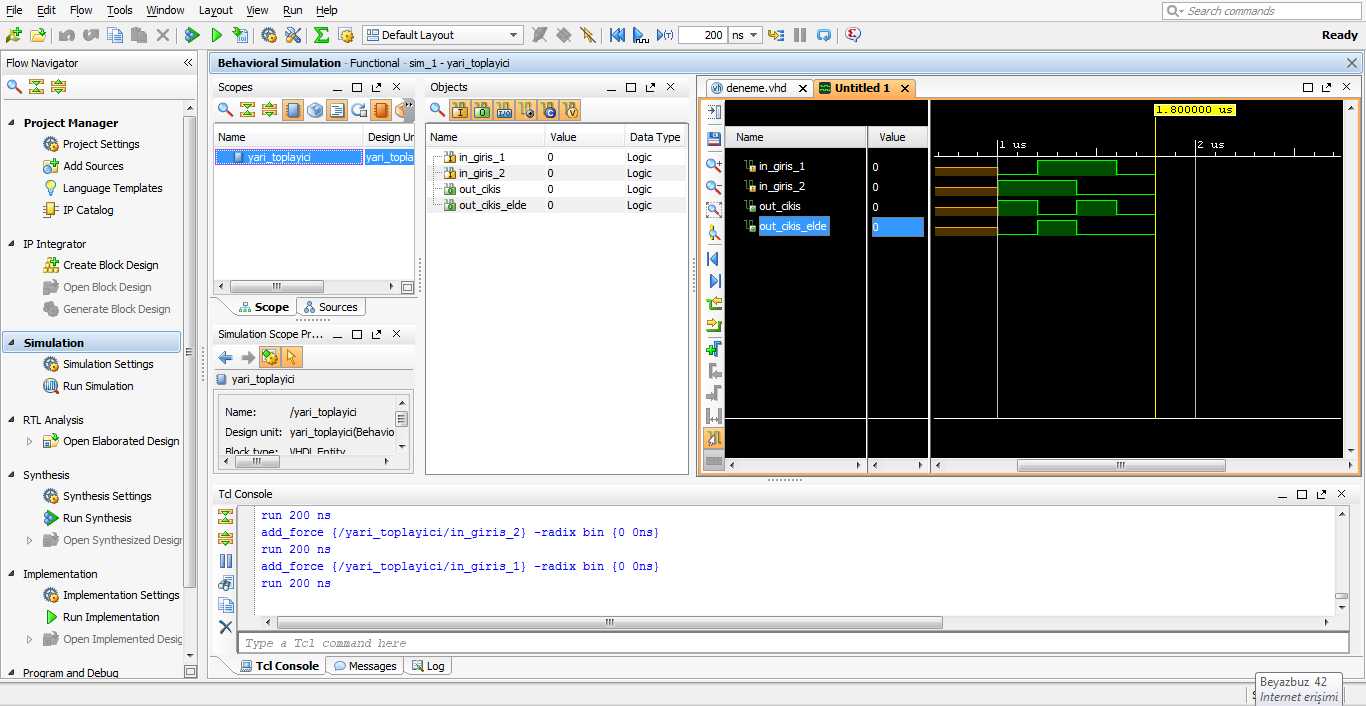 File Edit Flow Tools Window Layout View Run Help
Search commands
Default Layout
200 ns
Ready
Flow Navigator
Project Manager
Project Settings
Add Sources
Language Templates
IP Catalog
IP Integrator
Create Block Design
Open Block Design
Generate Block Design
Simulation
Simulation Settings
Run Simulation
RTL Analysis
Open Elaborated Design
Synthesis
Synthesis Settings
Run Synthesis
Open Synthesized Design
Implementation
Implementation Settings
Run Implementation
Open Implemented Desig
Program and Debug
Behavioral Simulation - Functional - sim_1 - yari_toplayici
Scopes
Name Design Ur
yari_toplayici yari_topla
Scope Sources
Simulation Scope Pr...
yari_toplayici
Name: /yari_toplayici
Design unit: yari_toplayici(Behavio
Block type: VHDL Entity
Objects
Name Value Data Type
in_giris_1 0 Logic
in_giris_2 0 Logic
out_cikis 0 Logic
out_cikis_elde 0 Logic
deneme.vhd Untitled 1
1.800000 us
Name Value
1 us 2 us
in_giris_1 0
in_giris_2 0
out_cikis 0
out_cikis_elde 0
Tcl Console
run 200 ns
add_force {/yari_toplayici/in_giris_2} -radix bin {0 0ns}
run 200 ns
add_force {/yari_toplayici/in_giris_1} -radix bin {0 0ns}
run 200 ns
Type a Tcl command here
Tcl Console Messages Log
Beyazbuz 42
İnternet erişimi